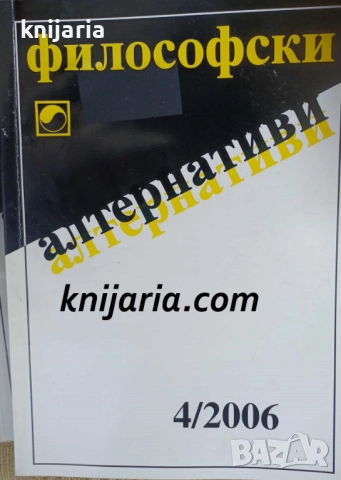 knijaria
философски
алтернативи
алтернативи
knijaria.com
4/2006
BAZAR